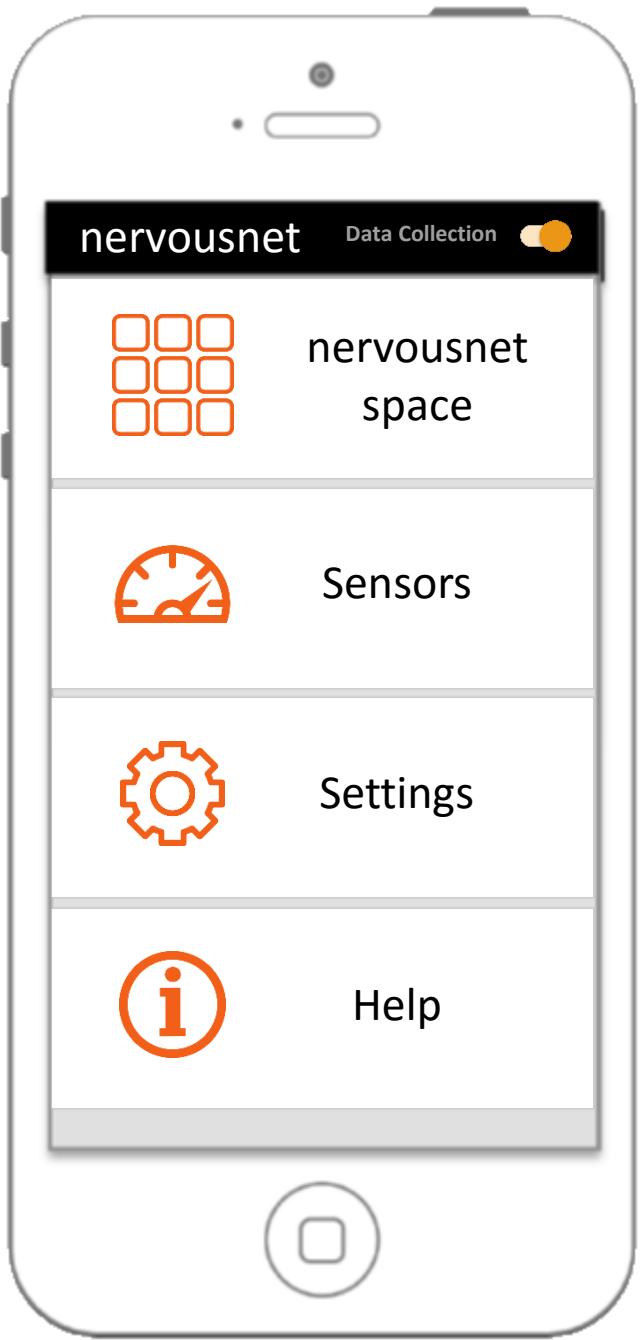 nervousnet Data Collection
nervousnet
space
Sensors
Settings
Help